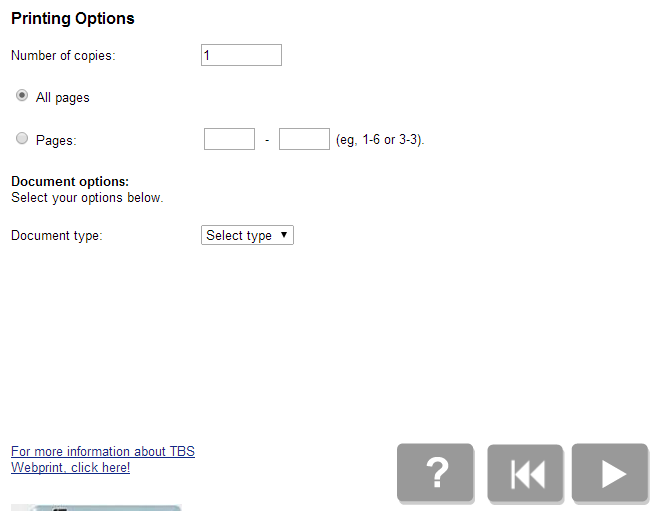 Printing Options
Number of copies: 1
All pages
Pages: - (eg, 1-6 or 3-3).
Document options:
Select your options below.
Document type: Select type
For more information about TBS
Webprint, click here!
?